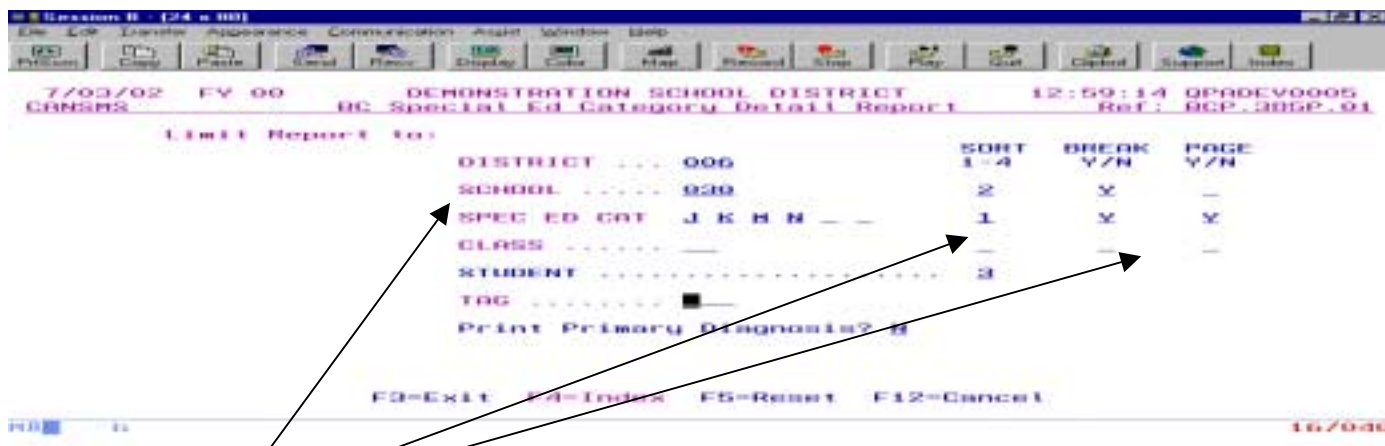 Session B - [24 x 80]
File Edit Transfer Appearance Communication Assist Window Help
PrtScrn Copy Paste Send Recv Display Color Map Record Stop Play Quit Clipbrd Support Index
7/03/02 FY 00 DEMONSTRATION SCHOOL DISTRICT 12:59:14 QPADEV0005
CANSMS BC Special Ed Category Detail Report Ref: BCP.385P.01
Limit Report to:
SORT BREAK PAGE
DISTRICT ... 006 1-4 Y/N Y/N
SCHOOL ..... 030 2 Y _
SPEC ED CAT J K M N _ _ 1 Y Y
CLASS ...... __ _ _ _
STUDENT ..................... 3
TAG ........ __
Print Primary Diagnosis? N
F3=Exit F4=Index F5=Reset F12=Cancel